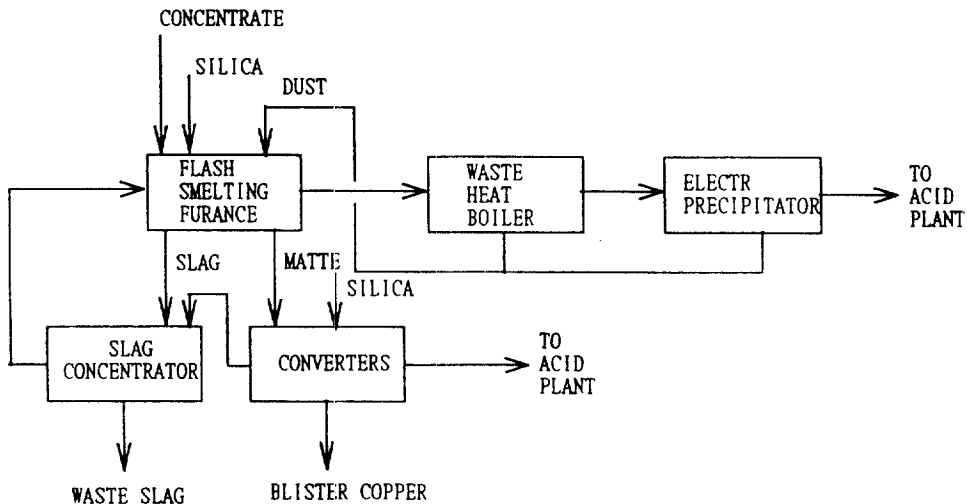 CONCENTRATE
SILICA
DUST
FLASH
SMELTING
FURANCE
WASTE
HEAT
BOILER
ELECTR
PRECIPITATOR
TO
ACID
PLANT
SLAG
MATTE
SILICA
SLAG
CONCENTRATOR
CONVERTERS
TO
ACID
PLANT
WASTE SLAG
BLISTER COPPER